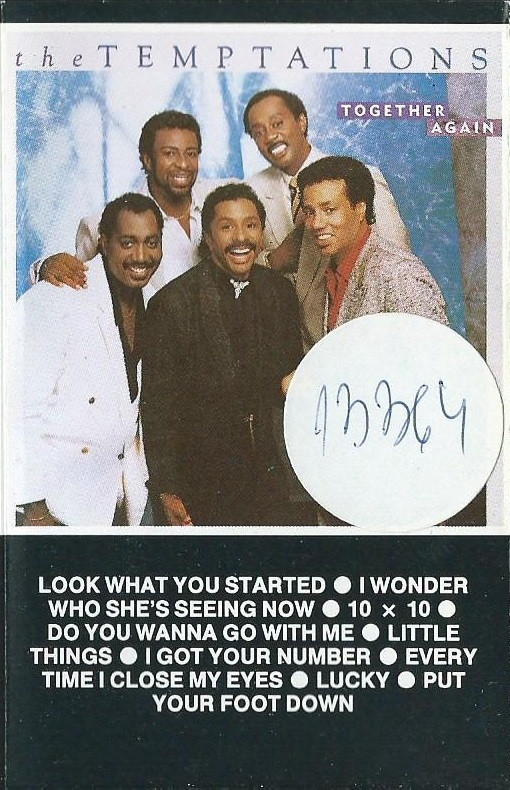 the TEMPTATIONS
TOGETHER
AGAIN
13364
LOOK WHAT YOU STARTED ● I WONDER
WHO SHE'S SEEING NOW ● 10 × 10 ●
DO YOU WANNA GO WITH ME ● LITTLE
THINGS ● I GOT YOUR NUMBER ● EVERY
TIME I CLOSE MY EYES ● LUCKY ● PUT
YOUR FOOT DOWN